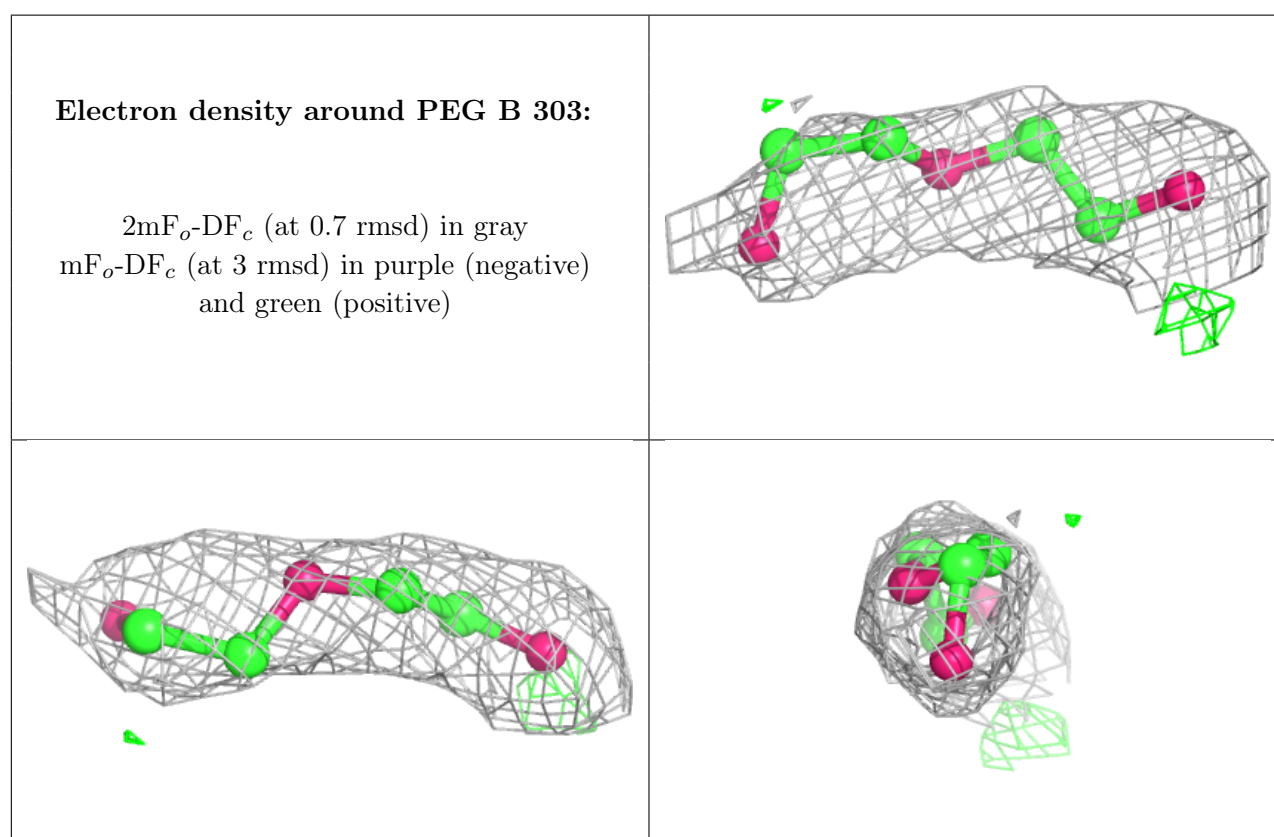 Electron density around PEG B 303:
2mFₒ-DF𝑐 (at 0.7 rmsd) in gray
mFₒ-DF𝑐 (at 3 rmsd) in purple (negative)
and green (positive)